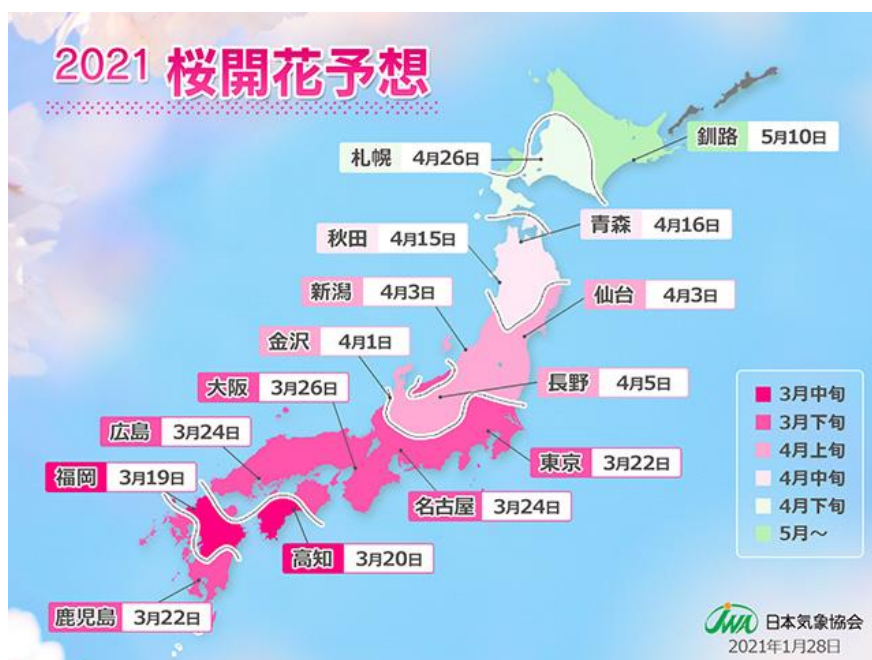 2021 桜開花予想
釧路 5月10日
札幌 4月26日
青森 4月16日
秋田 4月15日
新潟 4月3日
仙台 4月3日
金沢 4月1日
大阪 3月26日
長野 4月5日
広島 3月24日
東京 3月22日
福岡 3月19日
名古屋 3月24日
高知 3月20日
鹿児島 3月22日
3月中旬
3月下旬
4月上旬
4月中旬
4月下旬
5月～
JWA 日本気象協会
2021年1月28日